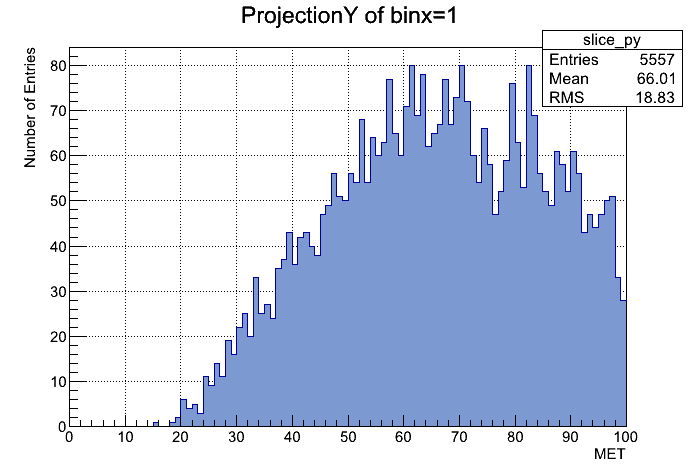 ProjectionY of binx=1
slice_py
Entries 5557
Mean 66.01
RMS 18.83
Number of Entries
80
70
60
50
40
30
20
10
0
0 10 20 30 40 50 60 70 80 90 100
MET